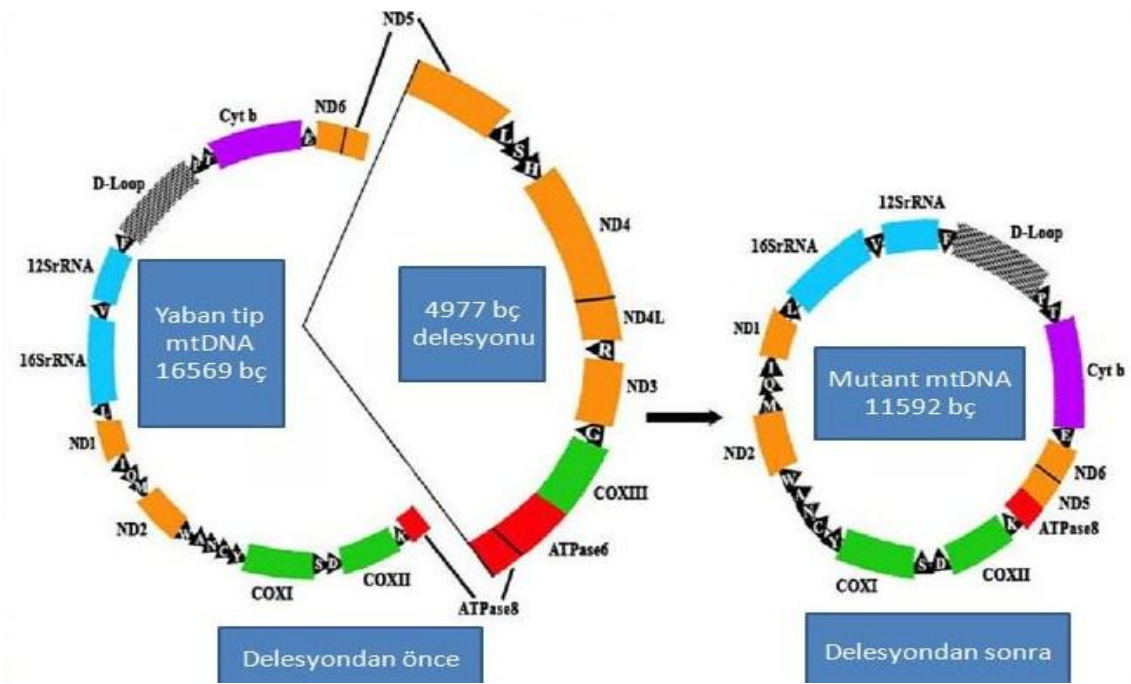 ND5
Cyt b
E
ND6
P
T
D-Loop
F
12SrRNA
V
16SrRNA
L
ND1
I
Q
M
ND2
W
A
N
C
Y
COXI
S
D
COXII
K
ATPase8
Yaban tip
mtDNA
16569 bç
L
S
H
ND4
ND4L
R
ND3
G
COXIII
ATPase6
4977 bç
delesyonu
12SrRNA
16SrRNA
V
F
D-Loop
P
T
L
ND1
I
Q
M
ND2
W
A
N
C
Y
COXI
S
D
COXII
K
ATPase8
ND5
ND6
E
Cyt b
Mutant mtDNA
11592 bç
Delesyondan önce
Delesyondan sonra